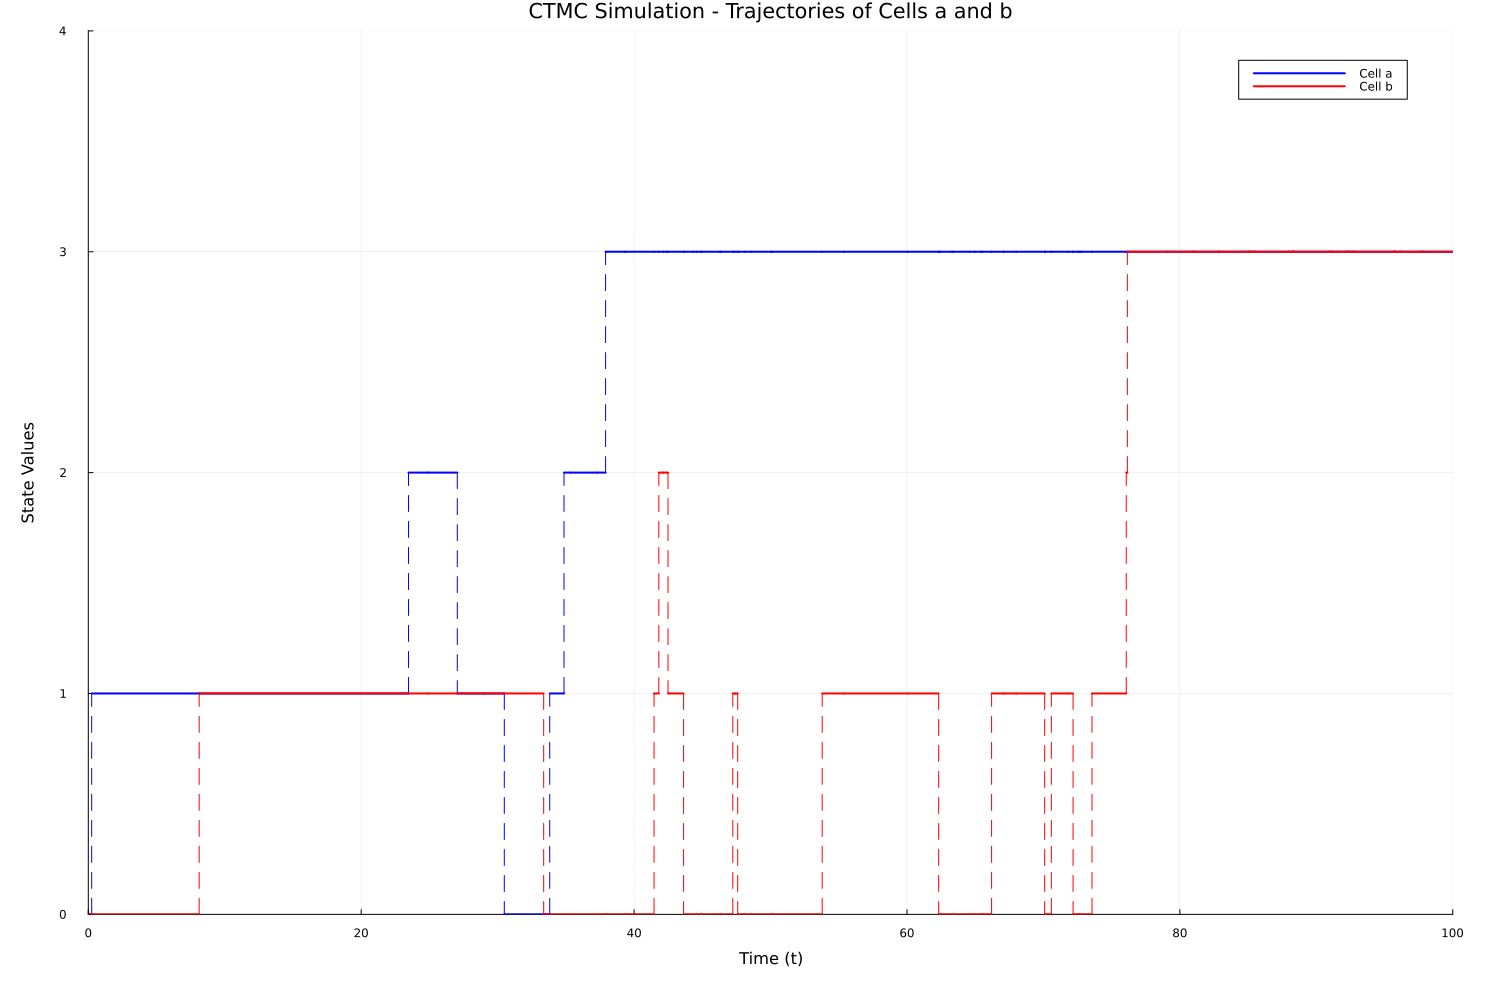 CTMC Simulation - Trajectories of Cells a and b
4
Cell a
Cell b
3
State Values
2
1
0
0 20 40 60 80 100
Time (t)